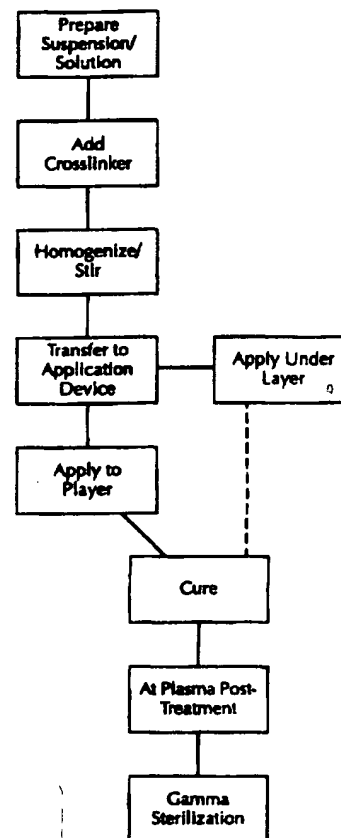 Prepare
Suspension/
Solution
Add
Crosslinker
Homogenize/
Stir
Transfer to
Application
Device
Apply Under
Layer
Apply to
Player
Cure
At Plasma Post-
Treatment
Gamma
Sterilization